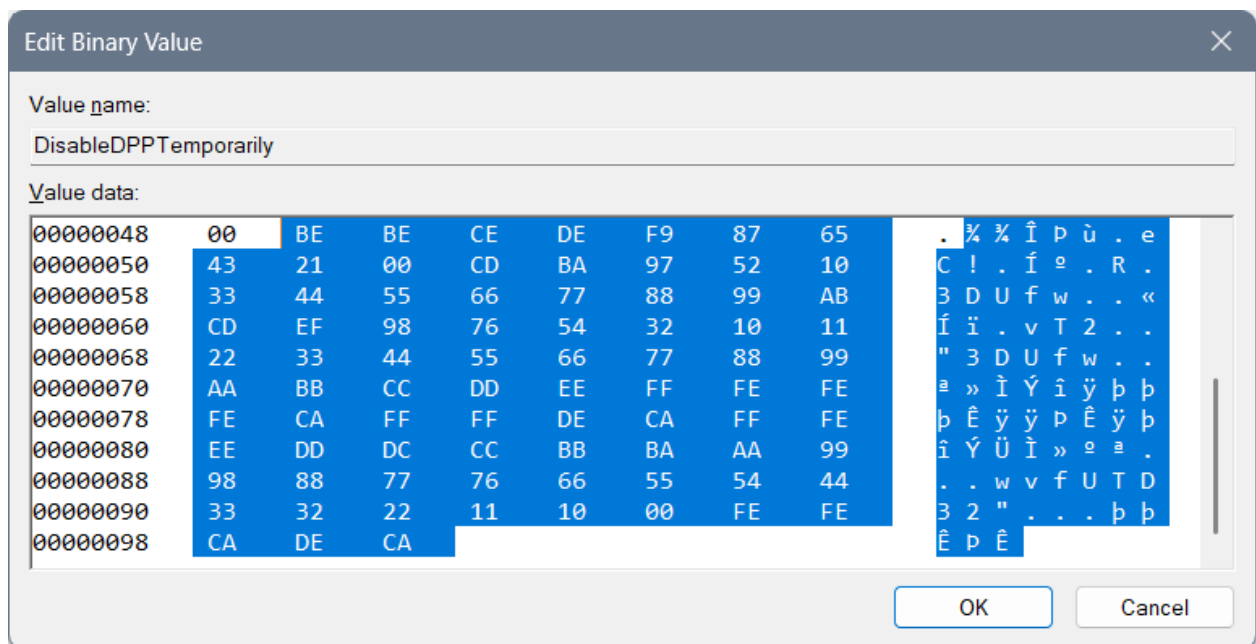 Edit Binary Value
Value name:
DisableDPPTemporarily
Value data:
00000048 00 BE BE CE DE F9 87 65 . ¾ ¾ Î Þ ù . e
00000050 43 21 00 CD BA 97 52 10 C ! . Í º . R .
00000058 33 44 55 66 77 88 99 AB 3 D U f w . . «
00000060 CD EF 98 76 54 32 10 11 Í ï . v T 2 . .
00000068 22 33 44 55 66 77 88 99 " 3 D U f w . .
00000070 AA BB CC DD EE FF FE FE ª » Ì Ý î ÿ þ þ
00000078 FE CA FF FF DE CA FF FE þ Ê ÿ ÿ Þ Ê ÿ þ
00000080 EE DD DC CC BB BA AA 99 î Ý Ü Ì » º ª .
00000088 98 88 77 76 66 55 54 44 . . w v f U T D
00000090 33 32 22 11 10 00 FE FE 3 2 " . . . þ þ
00000098 CA DE CA Ê Þ Ê
OK Cancel